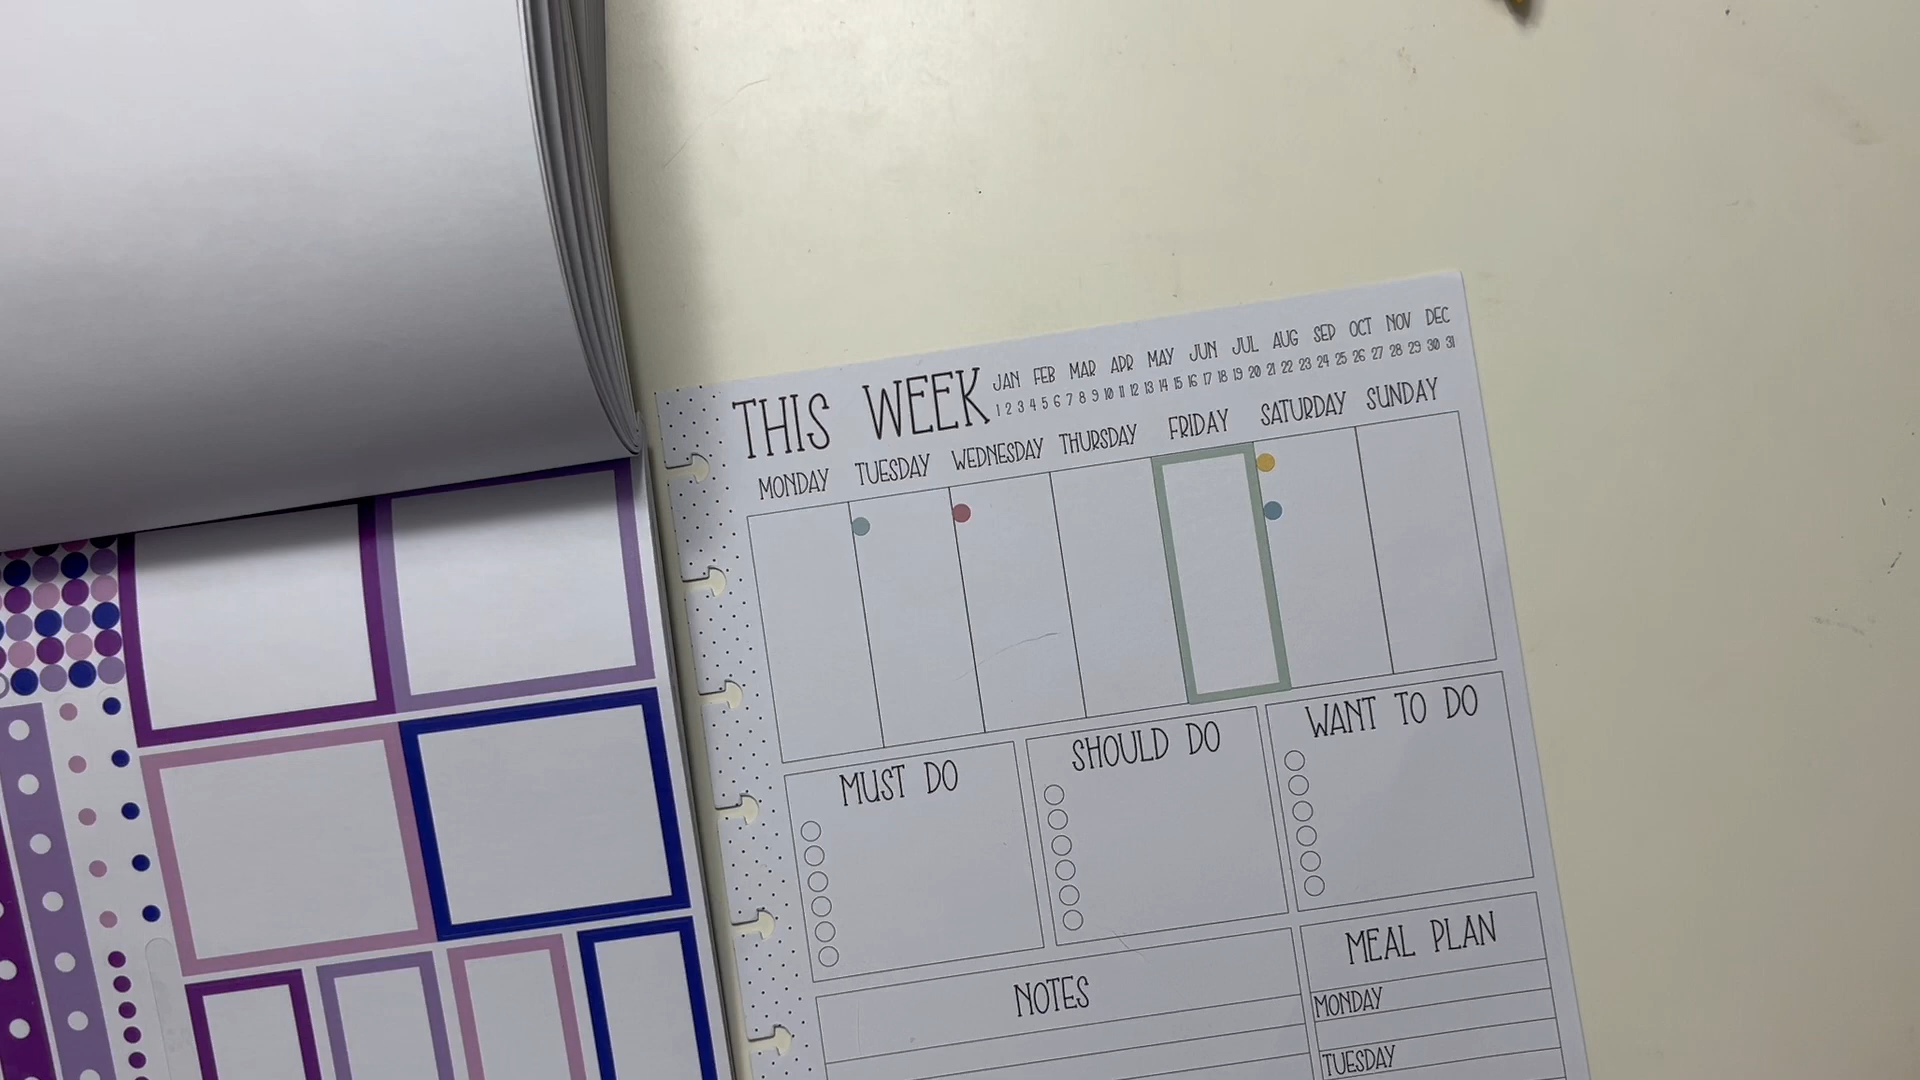 THIS WEEK
JAN FEB MAR APR MAY JUN JUL AUG SEP OCT NOV DEC
1 2 3 4 5 6 7 8 9 10 11 12 13 14 15 16 17 18 19 20 21 22 23 24 25 26 27 28 29 30 31
MONDAY TUESDAY WEDNESDAY THURSDAY FRIDAY SATURDAY SUNDAY
MUST DO
SHOULD DO
WANT TO DO
NOTES
MEAL PLAN
MONDAY
TUESDAY